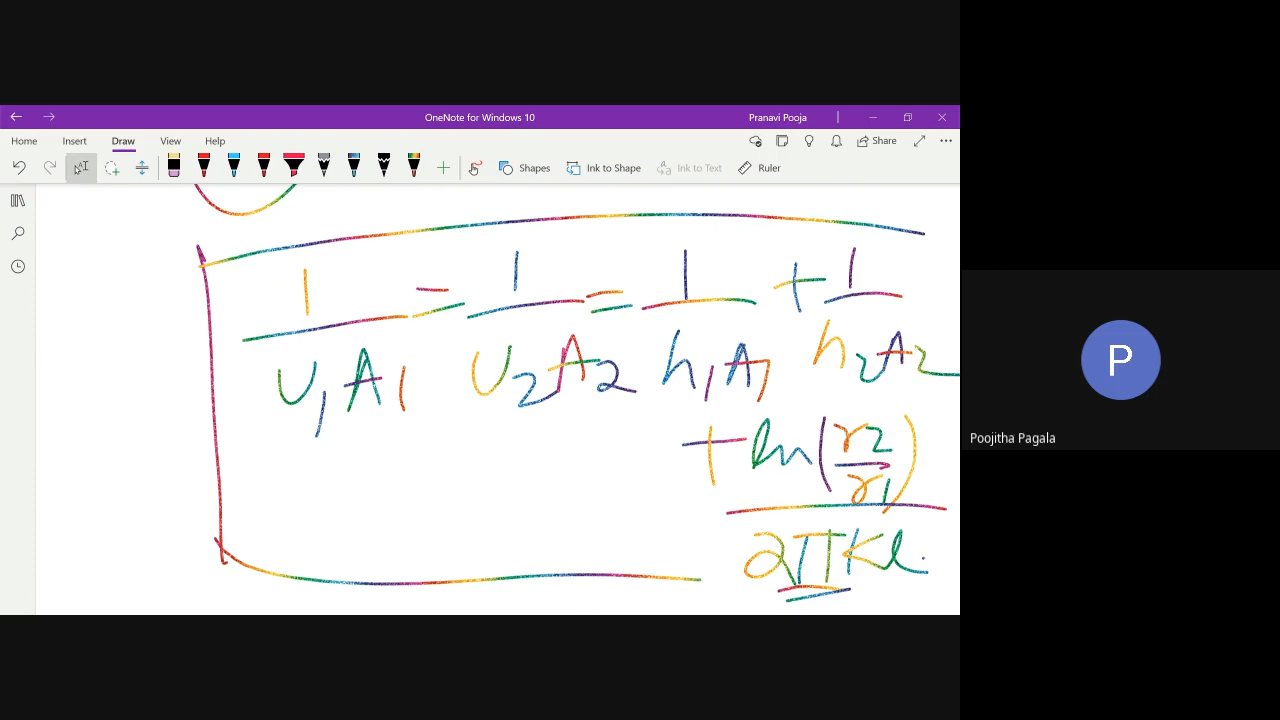 OneNote for Windows 10
Pranavi Pooja
Home Insert Draw View Help
Share
Shapes Ink to Shape Ink to Text Ruler
1/U₁A₁ = 1/U₂A₂ = 1/h₁A₁ + 1/h₂A₂
+ ln(r₂/r₁)
2πKl
P
Poojitha Pagala